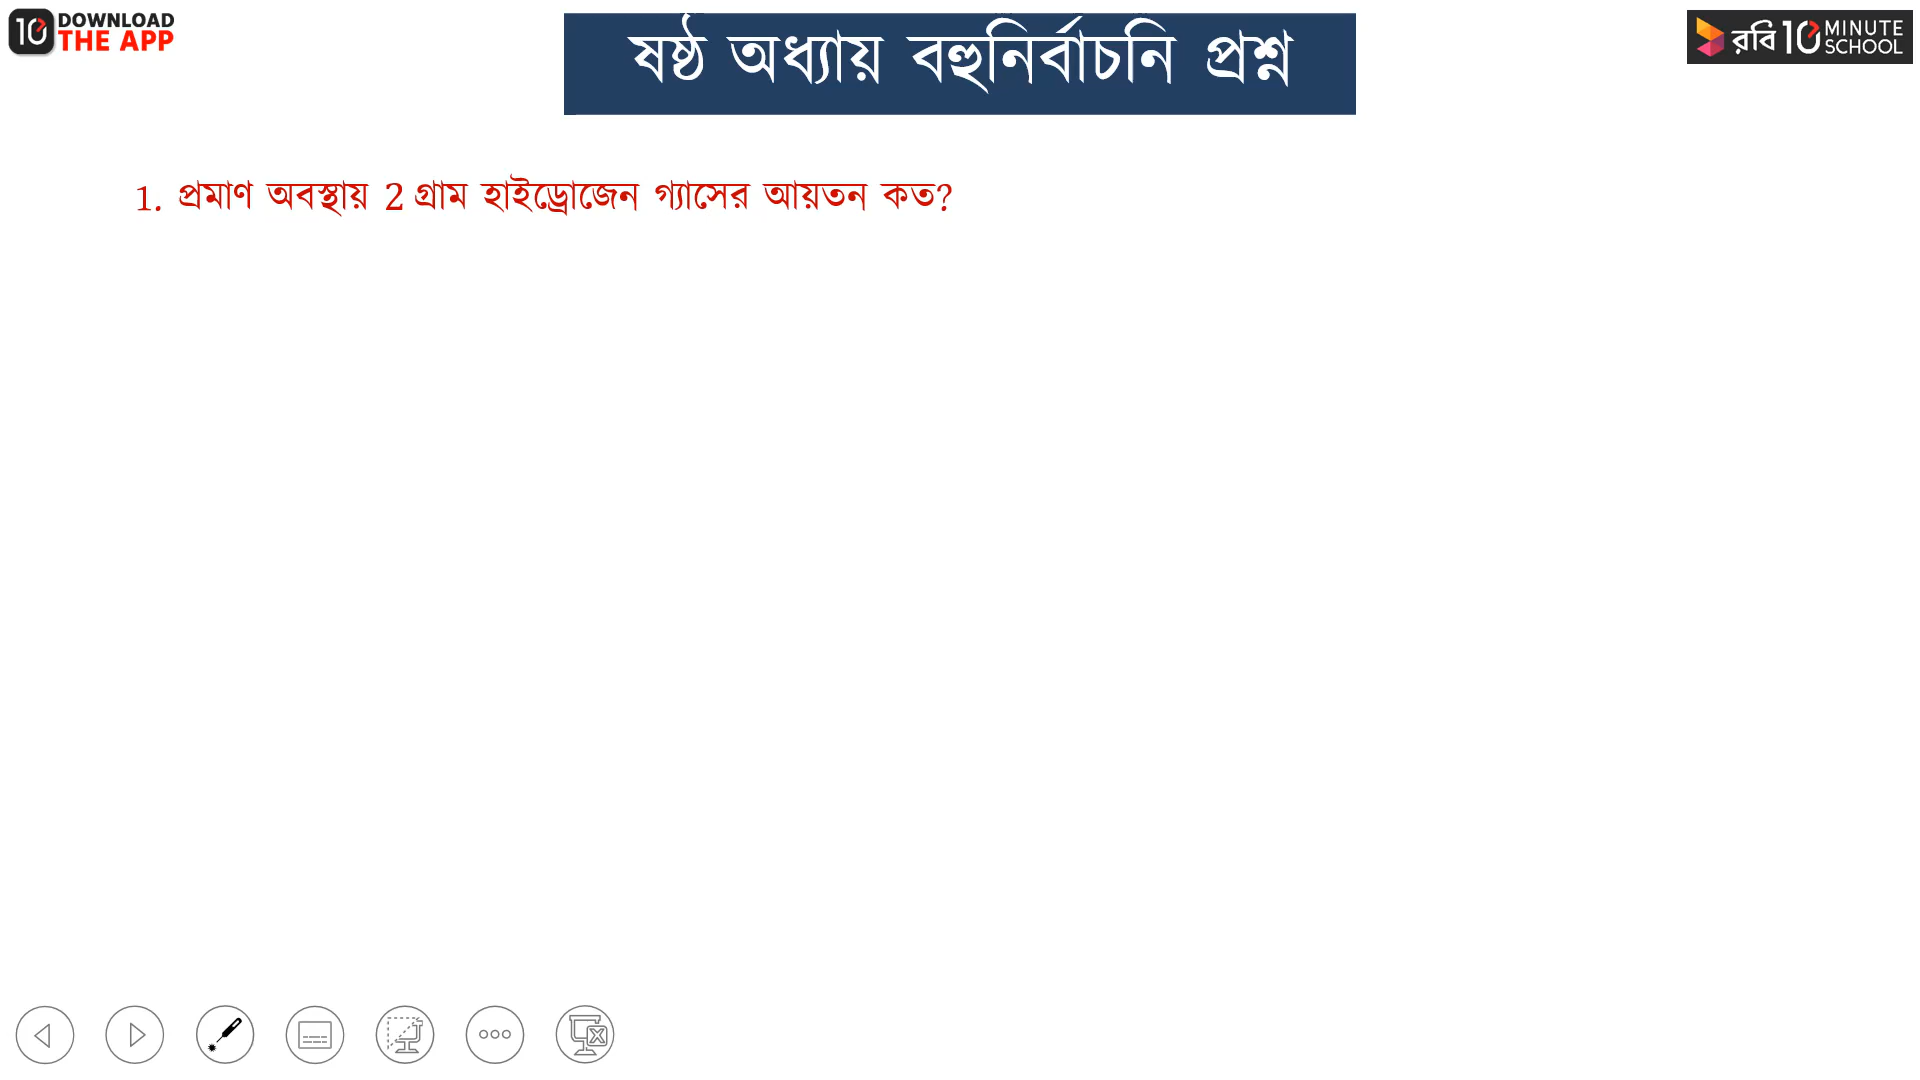 DOWNLOAD
THE APP
ষষ্ঠ অধ্যায় বহুনির্বাচনি প্রশ্ন
রবি 10 MINUTE SCHOOL
1. প্রমাণ অবস্থায় 2 গ্রাম হাইড্রোজেন গ্যাসের আয়তন কত?